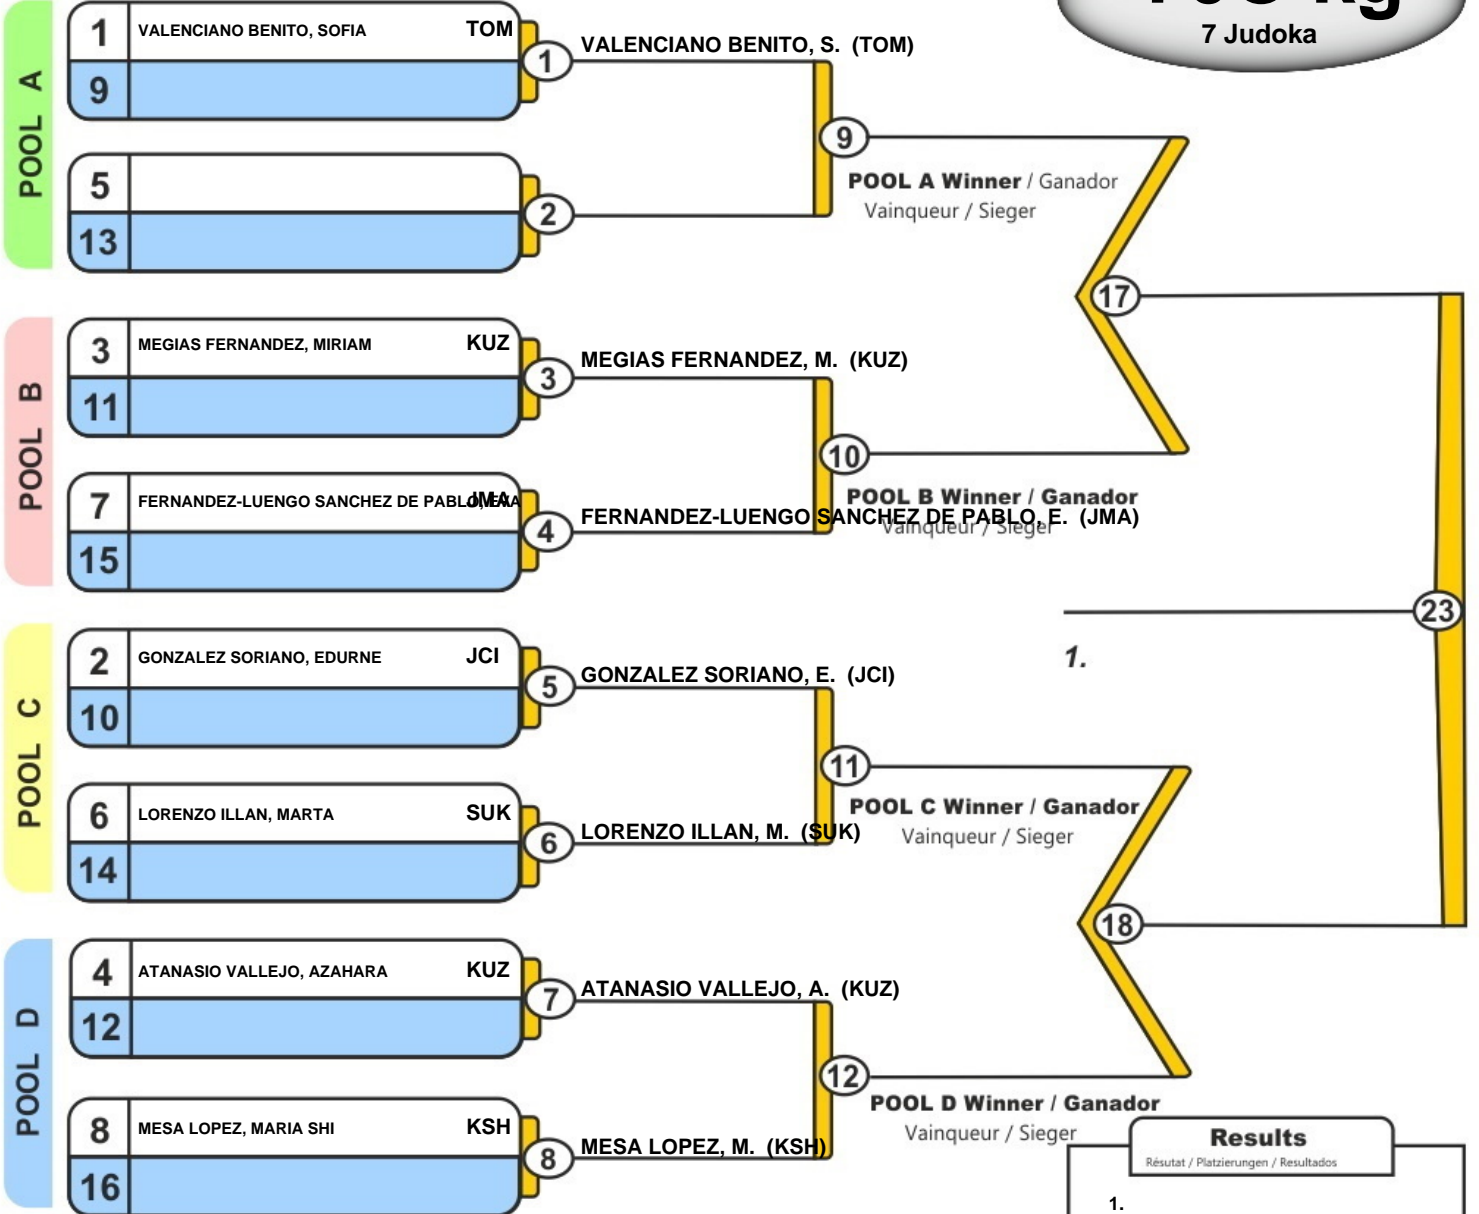 7 Judoka
POOL A
1 VALENCIANO BENITO, SOFIA TOM
9
1
VALENCIANO BENITO, S. (TOM)
5
13
2
9
POOL A Winner / Ganador
Vainqueur / Sieger
17
POOL B
3 MEGIAS FERNANDEZ, MIRIAM KUZ
11
3
MEGIAS FERNANDEZ, M. (KUZ)
7 FERNANDEZ-LUENGO SANCHEZ DE PABLO, EVA JMA
15
4
FERNANDEZ-LUENGO SANCHEZ DE PABLO, E. (JMA)
10
POOL B Winner / Ganador
Vainqueur / Sieger
23
1.
POOL C
2 GONZALEZ SORIANO, EDURNE JCI
10
5
GONZALEZ SORIANO, E. (JCI)
6 LORENZO ILLAN, MARTA SUK
14
6
LORENZO ILLAN, M. (SUK)
11
POOL C Winner / Ganador
Vainqueur / Sieger
18
POOL D
4 ATANASIO VALLEJO, AZAHARA KUZ
12
7
ATANASIO VALLEJO, A. (KUZ)
8 MESA LOPEZ, MARIA SHI KSH
16
8
MESA LOPEZ, M. (KSH)
12
POOL D Winner / Ganador
Vainqueur / Sieger
Results
Résutat / Platzierungen / Resultados
1.